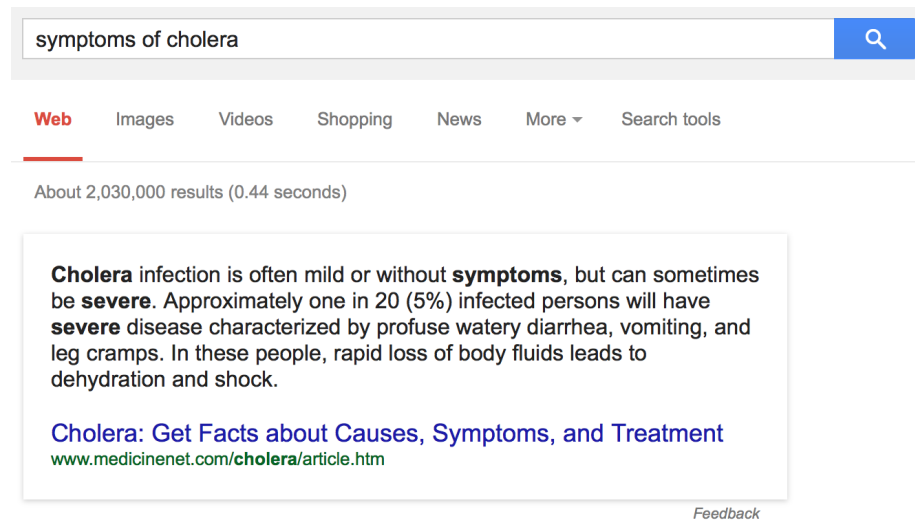 symptoms of cholera
Web Images Videos Shopping News More Search tools
About 2,030,000 results (0.44 seconds)
Cholera infection is often mild or without symptoms, but can sometimes
be severe. Approximately one in 20 (5%) infected persons will have
severe disease characterized by profuse watery diarrhea, vomiting, and
leg cramps. In these people, rapid loss of body fluids leads to
dehydration and shock.
Cholera: Get Facts about Causes, Symptoms, and Treatment
www.medicinenet.com/cholera/article.htm
Feedback